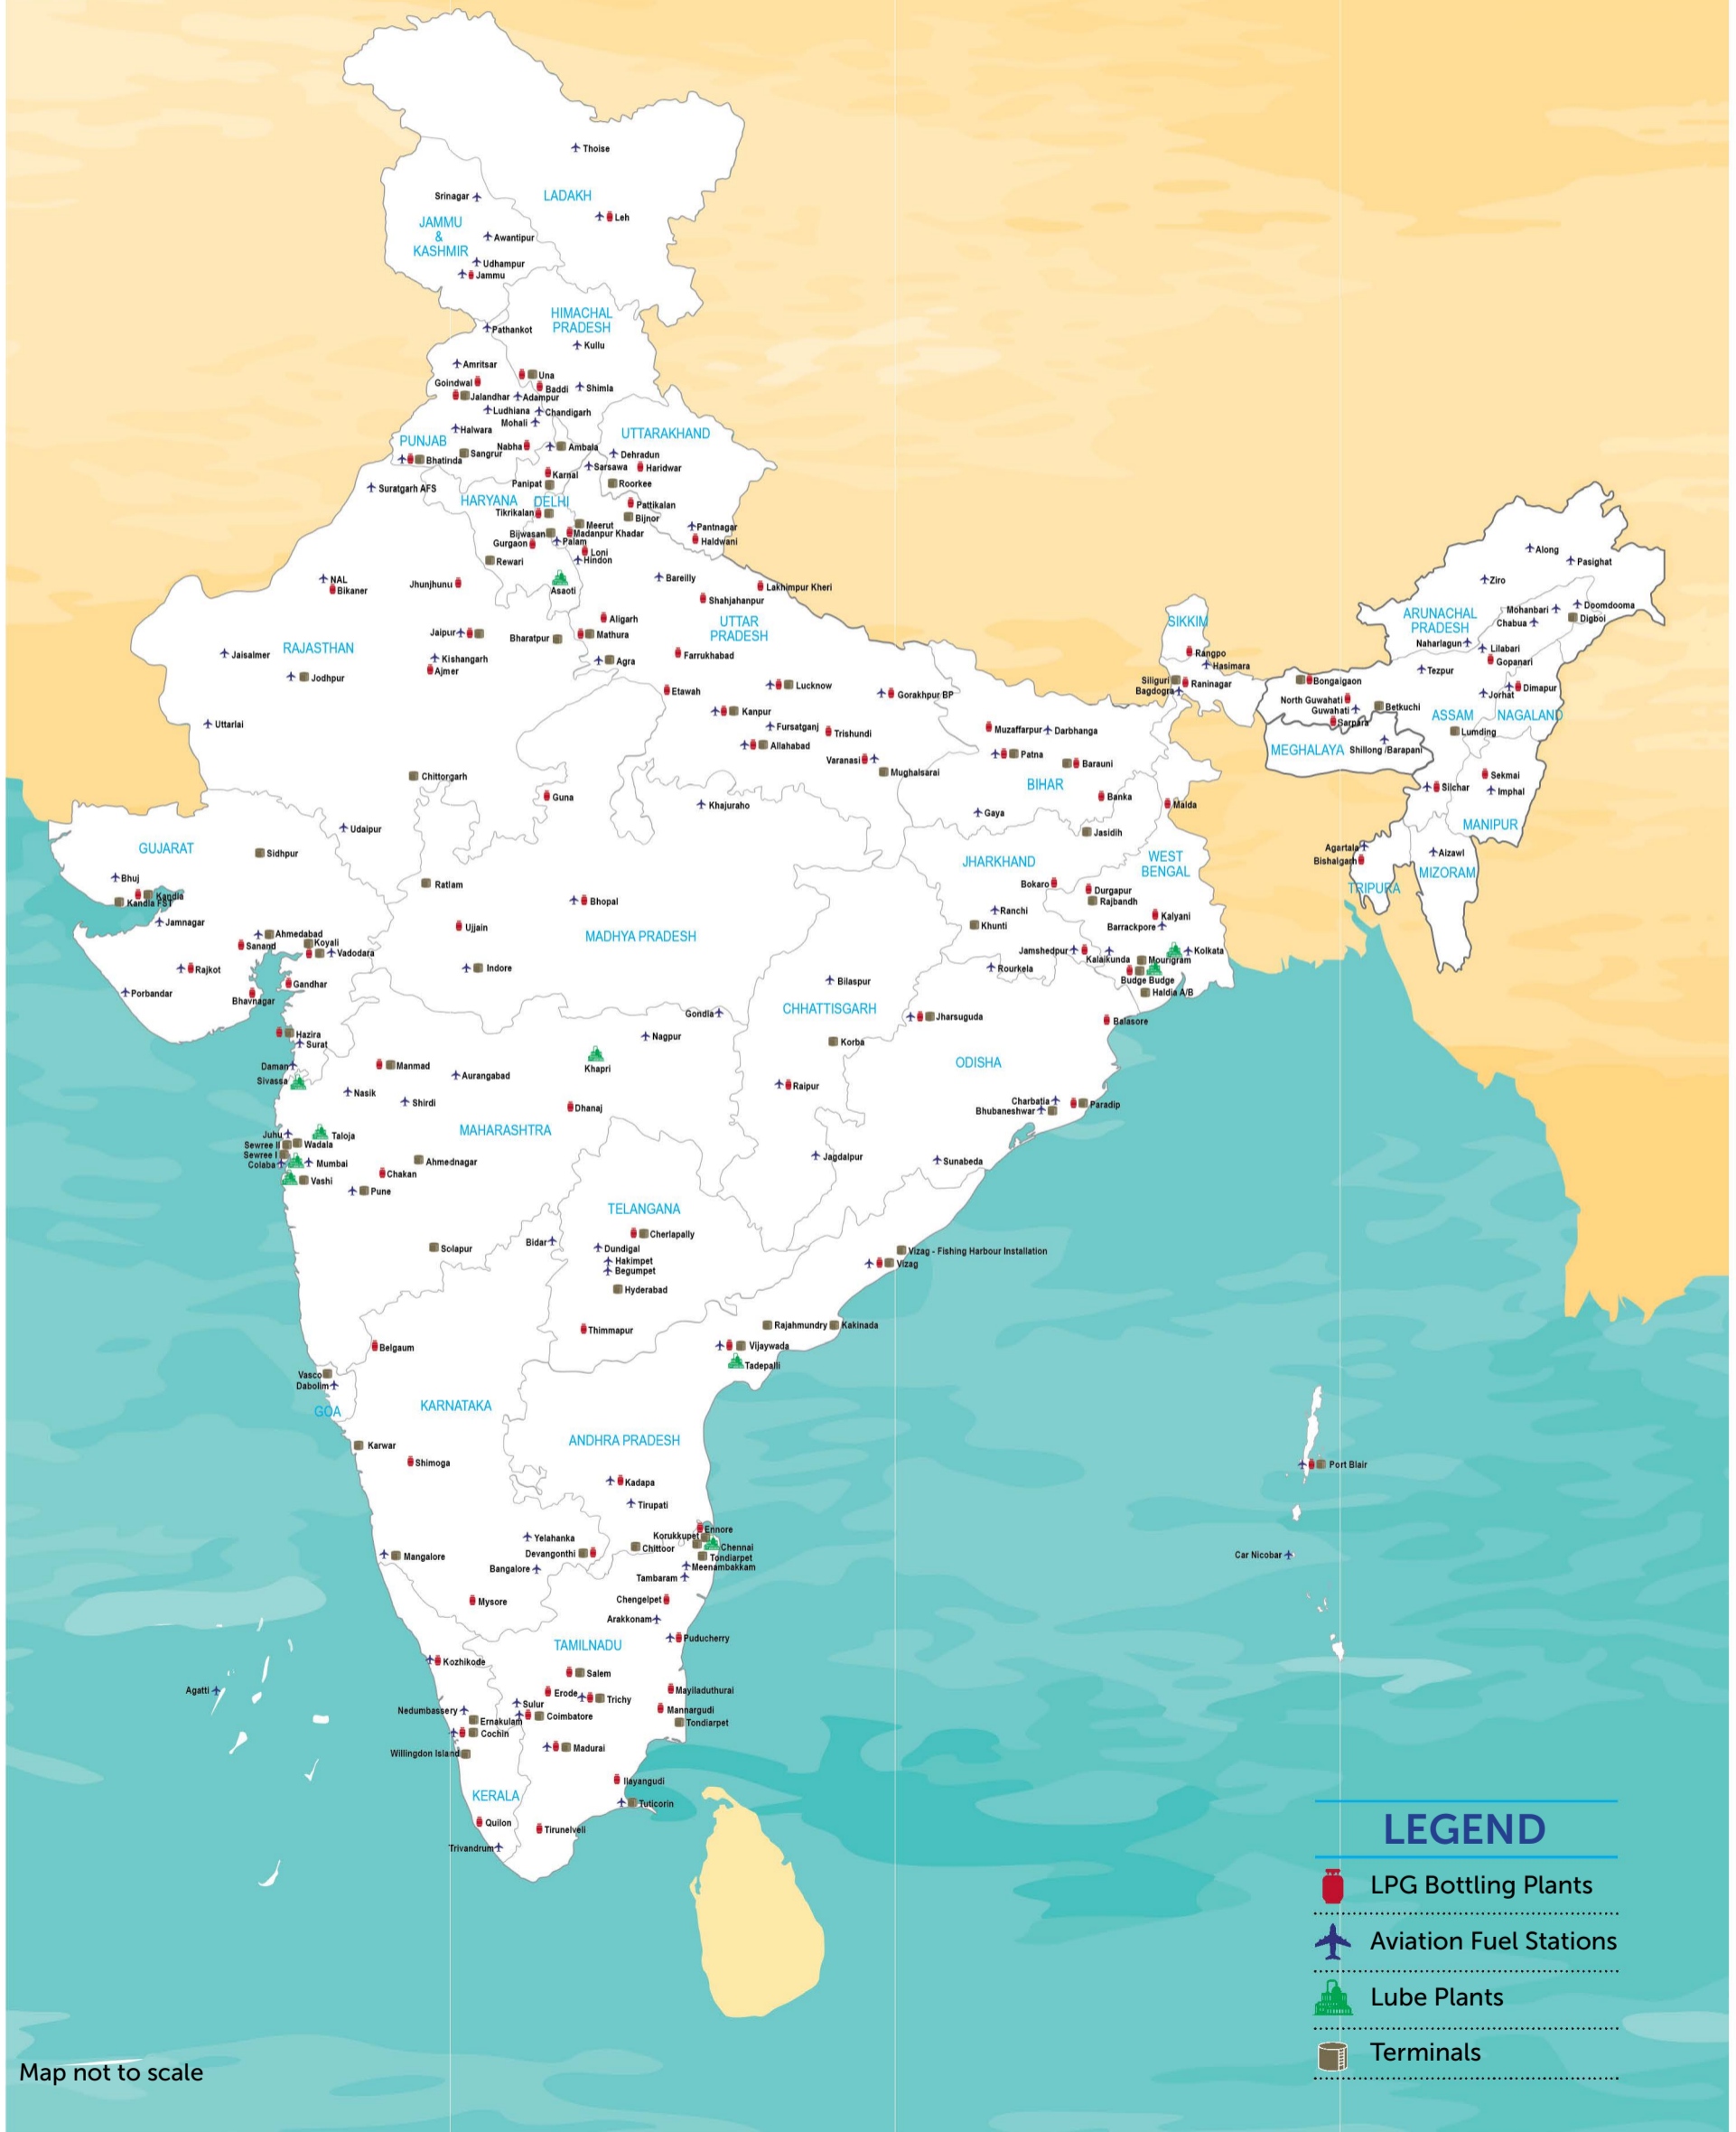 Thoise
LADAKH
Srinagar
Leh
JAMMU
&
KASHMIR
Awantipur
Udhampur
Jammu
HIMACHAL
PRADESH
Pathankot
Kullu
Amritsar
Una
Goindwal
Baddi
Shimla
Jalandhar
Adampur
Ludhiana
Chandigarh
Mohali
Halwara
PUNJAB
UTTARAKHAND
Nabha
Ambala
Sangrur
Bhatinda
Dehradun
Sarsawa
Haridwar
Karnal
Panipat
Roorkee
Suratgarh AFS
HARYANA
DELHI
Pattikalan
Tikrikalan
Bijnor
Meerut
Pantnagar
Bijwasan
Madanpur Khadar
Palam
Gurgaon
Haldwani
Loni
Hindon
Rewari
NAL
Bikaner
Jhunjhunu
Asaoti
Bareilly
Lakhimpur Kheri
Shahjahanpur
Aligarh
UTTAR
PRADESH
Jaipur
Bharatpur
Mathura
RAJASTHAN
Jaisalmer
Kishangarh
Ajmer
Agra
Farrukhabad
Jodhpur
Etawah
Lucknow
Gorakhpur BP
Kanpur
Uttarlai
Fursatganj
Trishundi
Allahabad
Varanasi
Mughalsarai
Muzaffarpur
Darbhanga
Patna
Barauni
BIHAR
Banka
Malda
Gaya
Jasidih
Chittorgarh
Guna
Khajuraho
Udaipur
SIKKIM
Rangpo
Hasimara
Siliguri
Raninagar
Bagdogra
Along
Pasighat
Ziro
ARUNACHAL
PRADESH
Mohanbari
Doomdooma
Chabua
Digboi
Naharlagun
Lilabari
Gopanari
Tezpur
Bongaigaon
Dimapur
Jorhat
North Guwahati
Guwahati
Betkuchi
ASSAM
NAGALAND
Sarpara
Lumding
MEGHALAYA
Shillong /Barapani
Sekmai
Silchar
Imphal
MANIPUR
Agartala
Bishalgarh
Aizawl
MIZORAM
TRIPURA
GUJARAT
Sidhpur
Bhuj
Kandla
Kandla FST
Jamnagar
Ratlam
Ahmedabad
Sanand
Koyali
Vadodara
Rajkot
Gandhar
Porbandar
Bhavnagar
Hazira
Surat
Daman
Sivassa
Ujjain
Bhopal
MADHYA PRADESH
Indore
JHARKHAND
WEST
BENGAL
Bokaro
Durgapur
Rajbandh
Ranchi
Kalyani
Khunti
Barrackpore
Jamshedpur
Kalaikunda
Mourigram
Kolkata
Rourkela
Budge Budge
Haldia A/B
Bilaspur
CHHATTISGARH
Gondia
Jharsuguda
Balasore
Nagpur
Korba
Khapri
ODISHA
Manmad
Aurangabad
Raipur
Nasik
Shirdi
Dhanaj
Charbatia
Paradip
Bhubaneshwar
MAHARASHTRA
Juhu
Taloja
Sewree II
Wadala
Sewree I
Colaba
Mumbai
Vashi
Ahmednagar
Chakan
Pune
Jagdalpur
Sunabeda
TELANGANA
Cherlapally
Bidar
Dundigal
Hakimpet
Begumpet
Solapur
Hyderabad
Vizag - Fishing Harbour Installation
Vizag
Rajahmundry
Kakinada
Thimmapur
Vijaywada
Tadepalli
Belgaum
Vasco
Dabolim
GOA
KARNATAKA
ANDHRA PRADESH
Karwar
Shimoga
Kadapa
Tirupati
Port Blair
Ennore
Yelahanka
Korukkupet
Chittoor
Chennai
Devangonthi
Tondiarpet
Mangalore
Meenambakkam
Bangalore
Tambaram
Car Nicobar
Mysore
Chengelpet
Arakkonam
Puducherry
TAMILNADU
Kozhikode
Salem
Agatti
Erode
Mayiladuthurai
Trichy
Sulur
Nedumbassery
Mannargudi
Coimbatore
Ernakulam
Tondiarpet
Cochin
Madurai
Willingdon Island
Ilayangudi
KERALA
Tuticorin
Quilon
Tirunelveli
Trivandrum
LEGEND
LPG Bottling Plants
Aviation Fuel Stations
Lube Plants
Terminals
Map not to scale